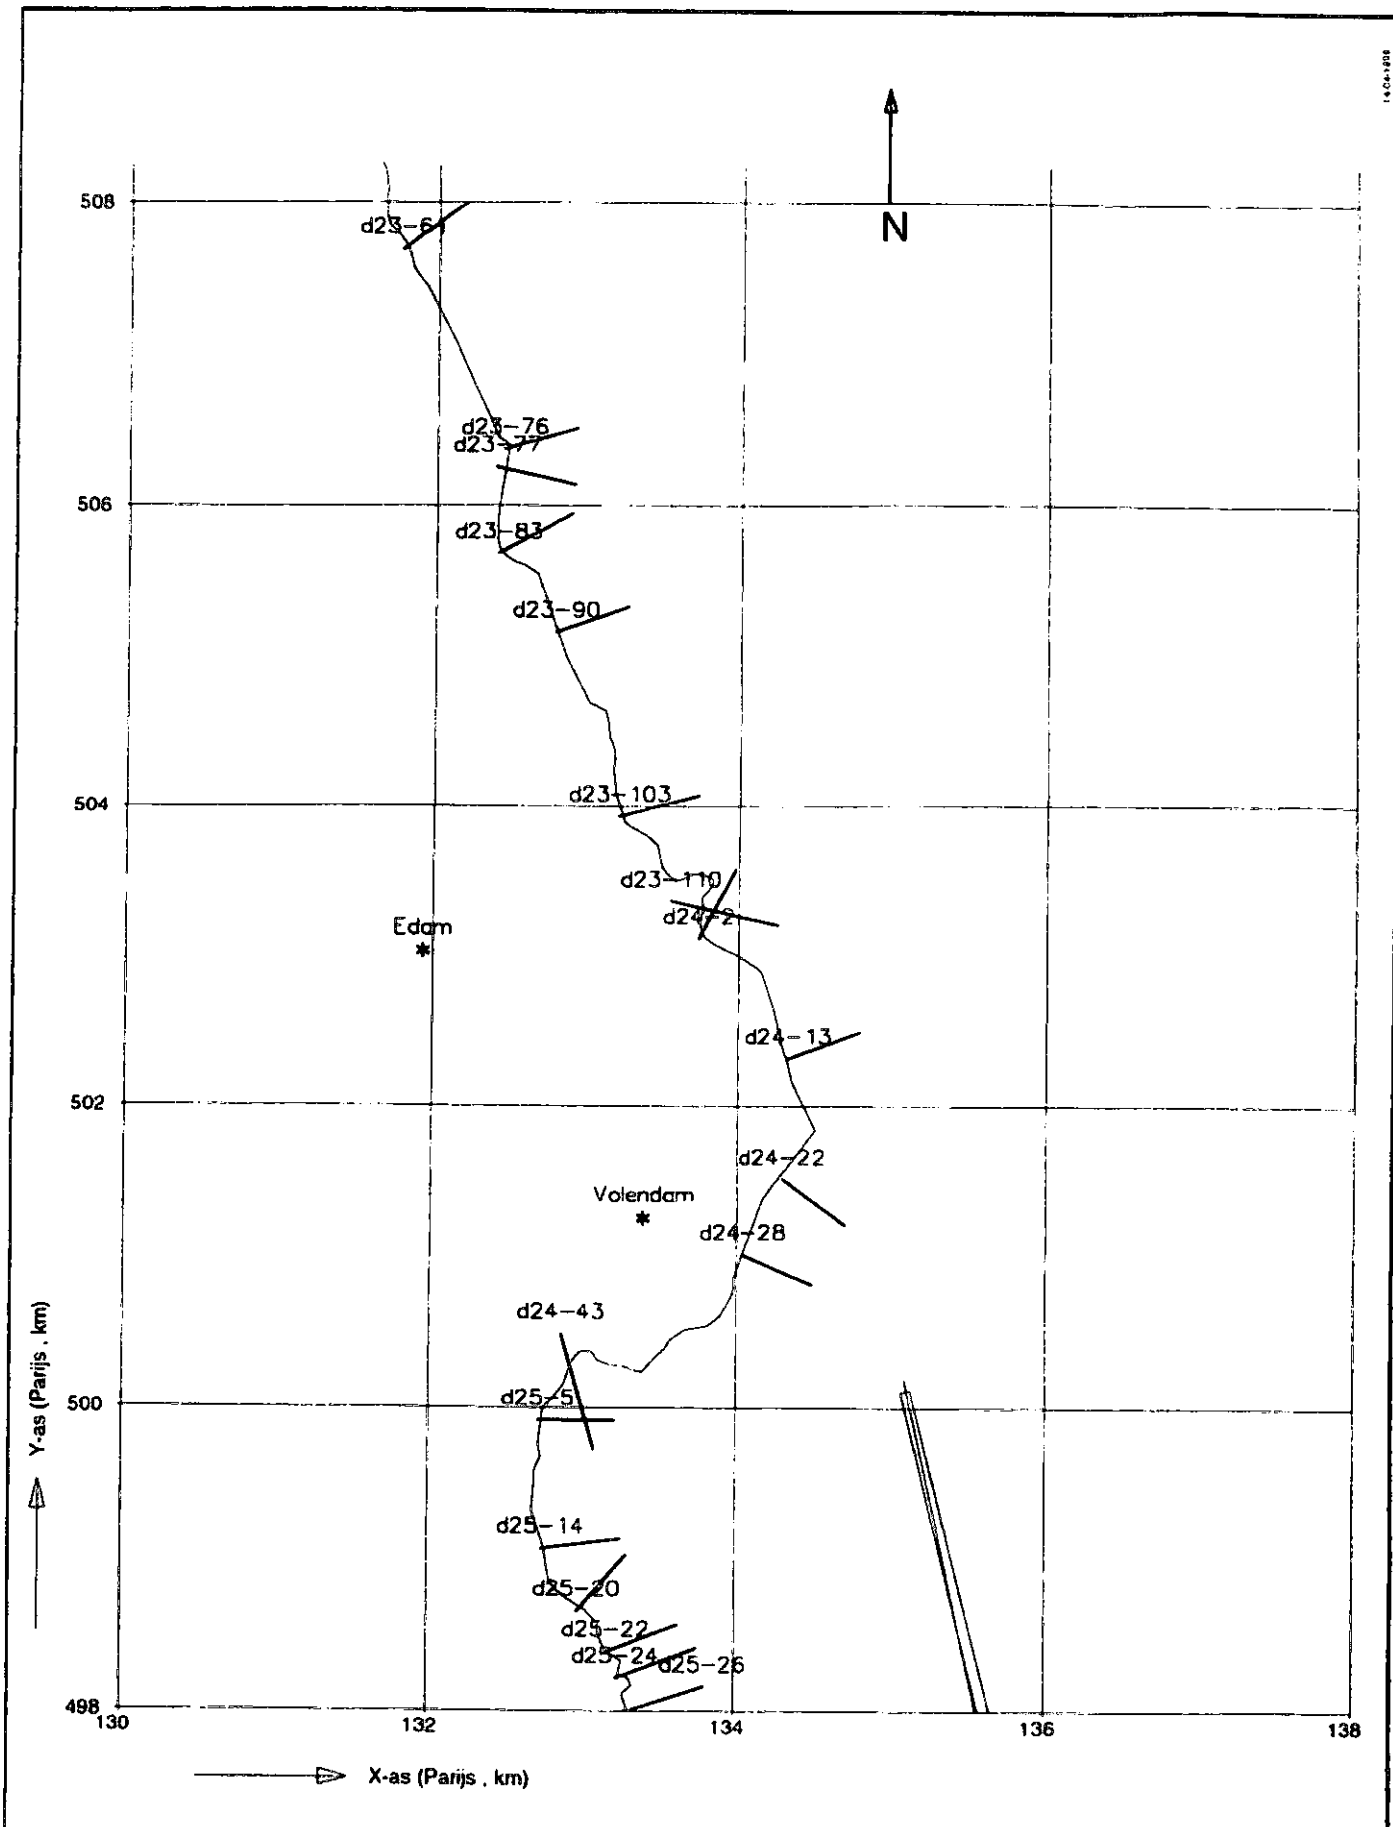 N
508
d23-61
d23-76
d23-77
506
d23-83
d23-90
504
d23-103
d23-110
d24-2
Edam
d24-13
502
d24-22
Volendam
d24-28
d24-43
500
d25-5
d25-14
d25-20
d25-22
d25-24
d25-26
498
130
132
134
136
138
Y-as (Parijs , km)
X-as (Parijs , km)